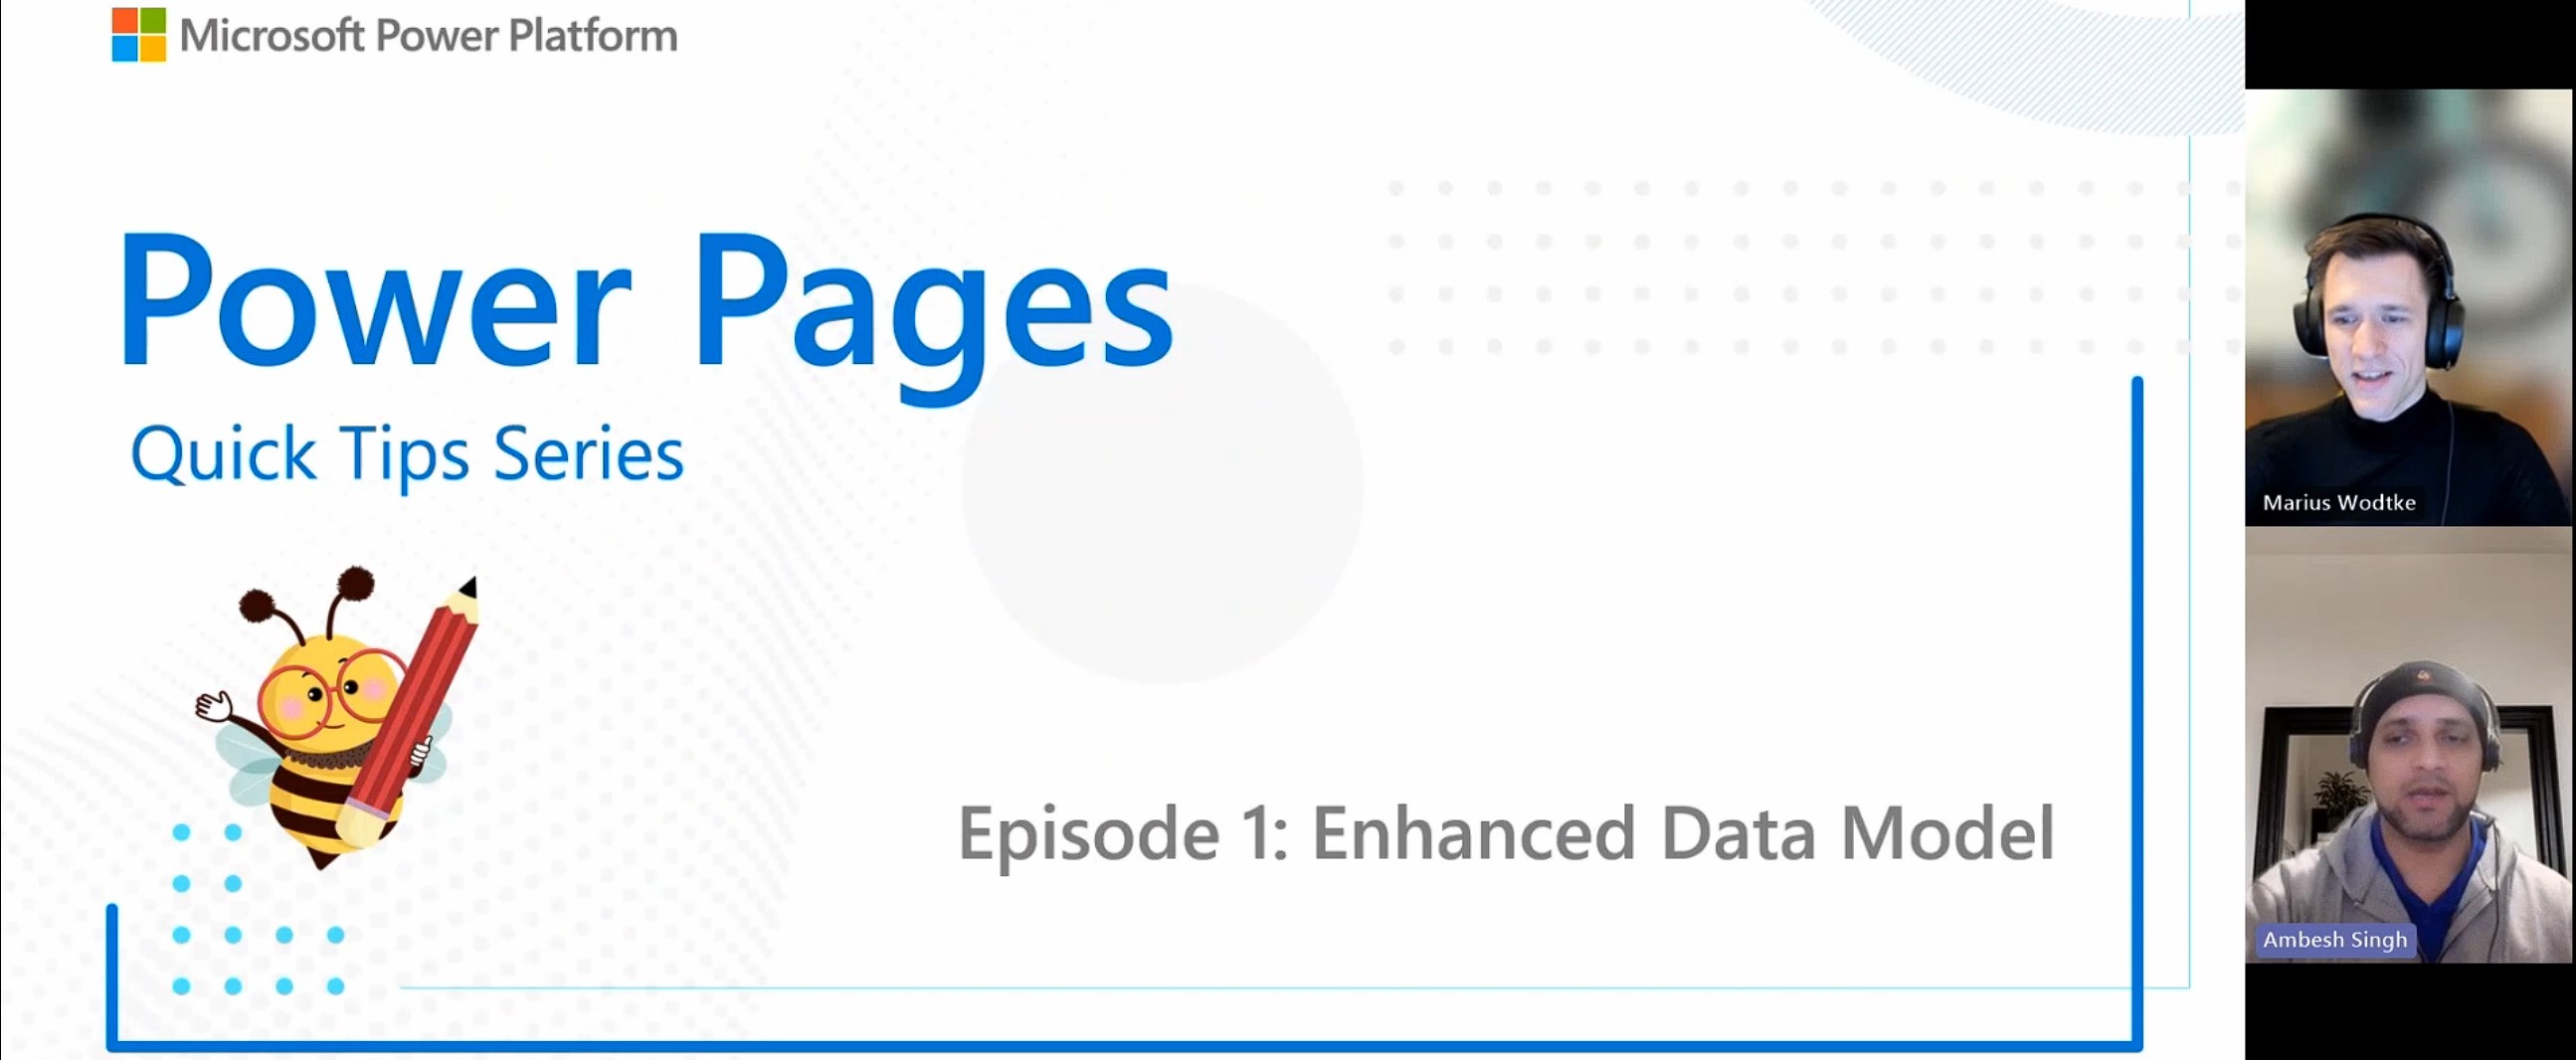 Microsoft Power Platform
Power Pages
Quick Tips Series
Episode 1: Enhanced Data Model
Marius Wodtke
Ambesh Singh